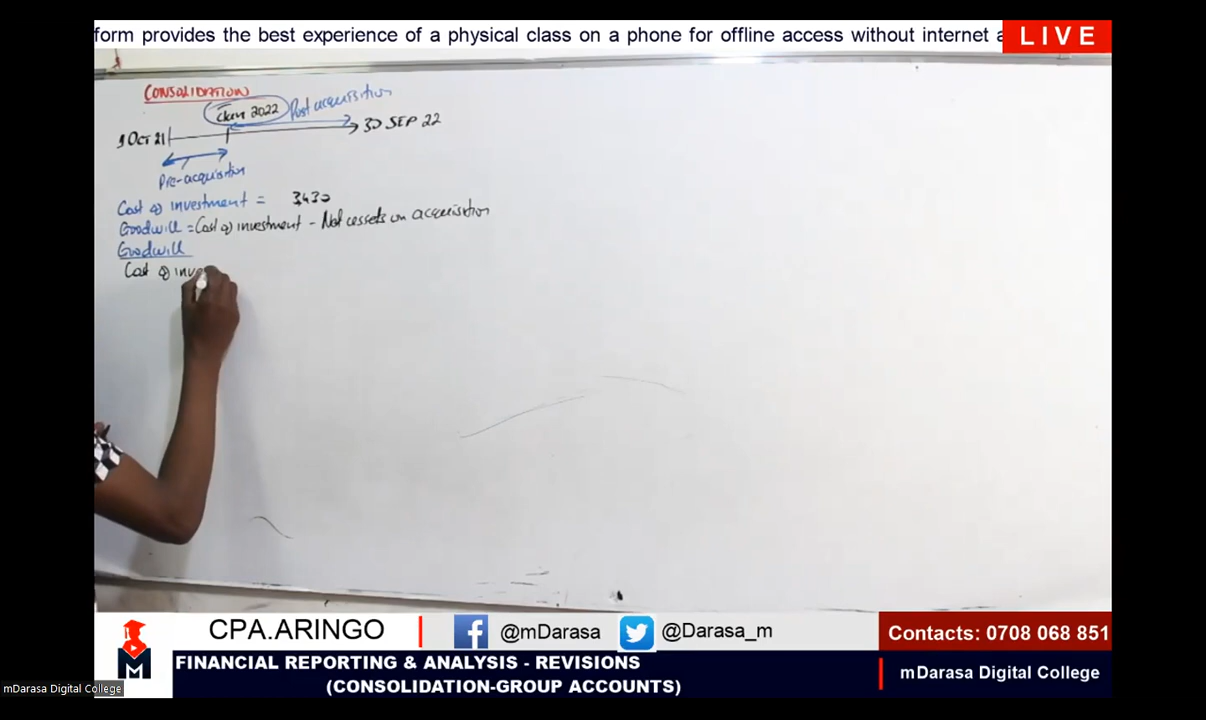 form provides the best experience of a physical class on a phone for offline access without internet a
LIVE
CONSOLIDATION
Jan 2022 Post acquisition
1 Oct 21 30 SEP 22
Pre-acquisition
Cost of investment = 3430
Goodwill = Cost of investment - Net assets on acquisition
Goodwill
Cost of inve
CPA.ARINGO @mDarasa @Darasa_m Contacts: 0708 068 851
M
FINANCIAL REPORTING & ANALYSIS - REVISIONS
(CONSOLIDATION-GROUP ACCOUNTS)
mDarasa Digital College
mDarasa Digital College